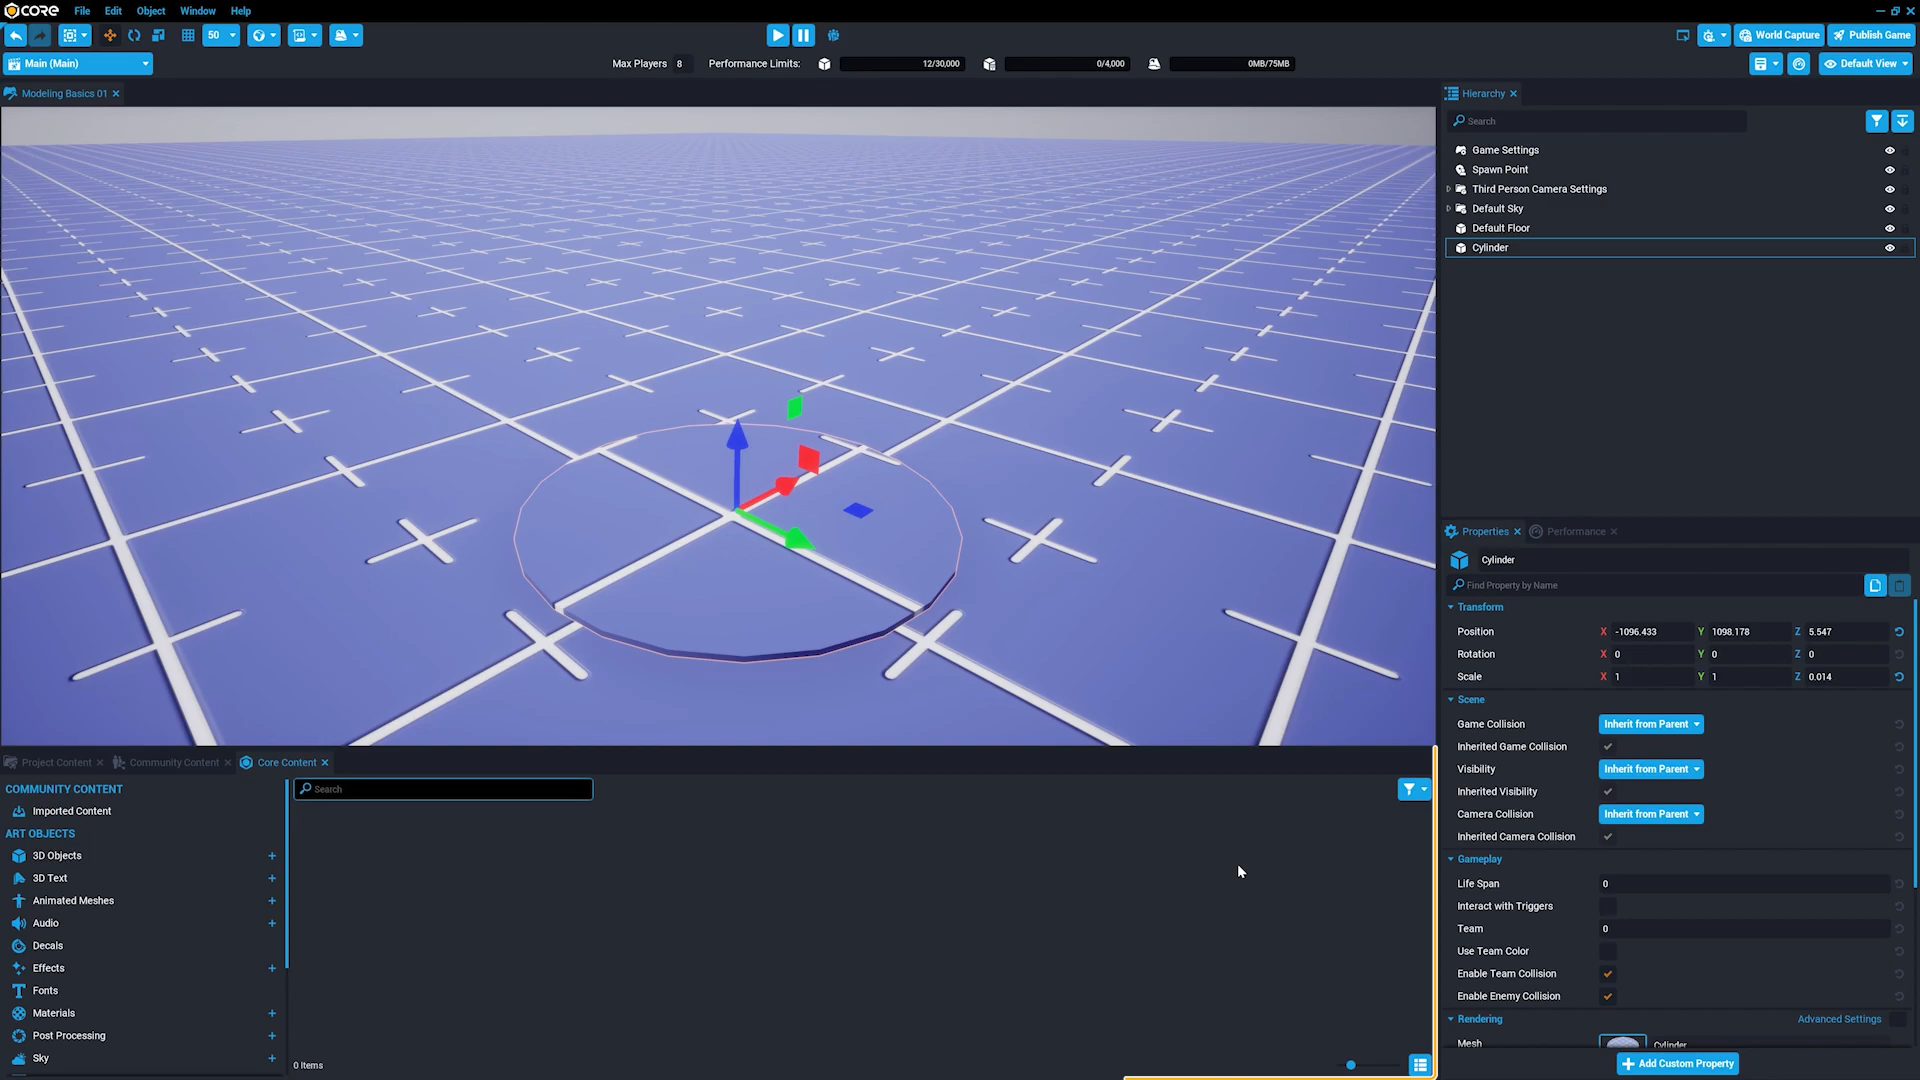 CORE File Edit Object Window Help
50 World Capture Publish Game
Main (Main) Max Players 8 Performance Limits: 12/30,000 0/4,000 0MB/75MB Default View
Modeling Basics 01
Hierarchy
Search
Game Settings
Spawn Point
Third Person Camera Settings
Default Sky
Default Floor
Cylinder
Properties Performance
Cylinder
Find Property by Name
Transform
Position X -1096.433 Y 1098.178 Z 5.547
Rotation X 0 Y 0 Z 0
Scale X 1 Y 1 Z 0.014
Scene
Game Collision Inherit from Parent
Inherited Game Collision
Visibility Inherit from Parent
Inherited Visibility
Camera Collision Inherit from Parent
Inherited Camera Collision
Gameplay
Life Span 0
Interact with Triggers
Team 0
Use Team Color
Enable Team Collision
Enable Enemy Collision
Rendering Advanced Settings
Mesh Cylinder
Add Custom Property
Project Content Community Content Core Content
COMMUNITY CONTENT
Search
Imported Content
ART OBJECTS
3D Objects
3D Text
Animated Meshes
Audio
Decals
Effects
Fonts
Materials
Post Processing
Sky
0 Items